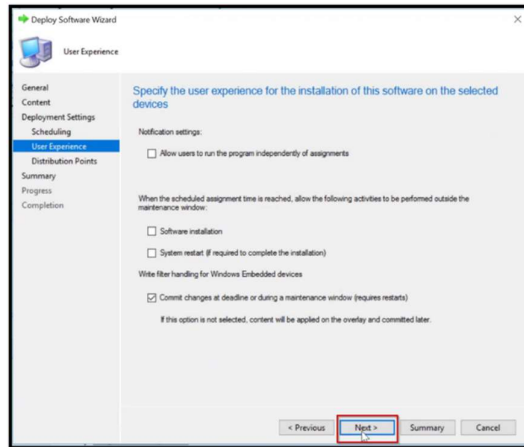 Deploy Software Wizard
User Experience
General
Content
Deployment Settings
Scheduling
User Experience
Distribution Points
Summary
Progress
Completion
Specify the user experience for the installation of this software on the selected
devices
Notification settings:
Allow users to run the program independently of assignments
When the scheduled assignment time is reached, allow the following activities to be performed outside the
maintenance window:
Software installation
System restart (if required to complete the installation)
Write filter handling for Windows Embedded devices
Commit changes at deadline or during a maintenance window (requires restarts)
If this option is not selected, content will be applied on the overlay and committed later.
< Previous
Next >
Summary
Cancel